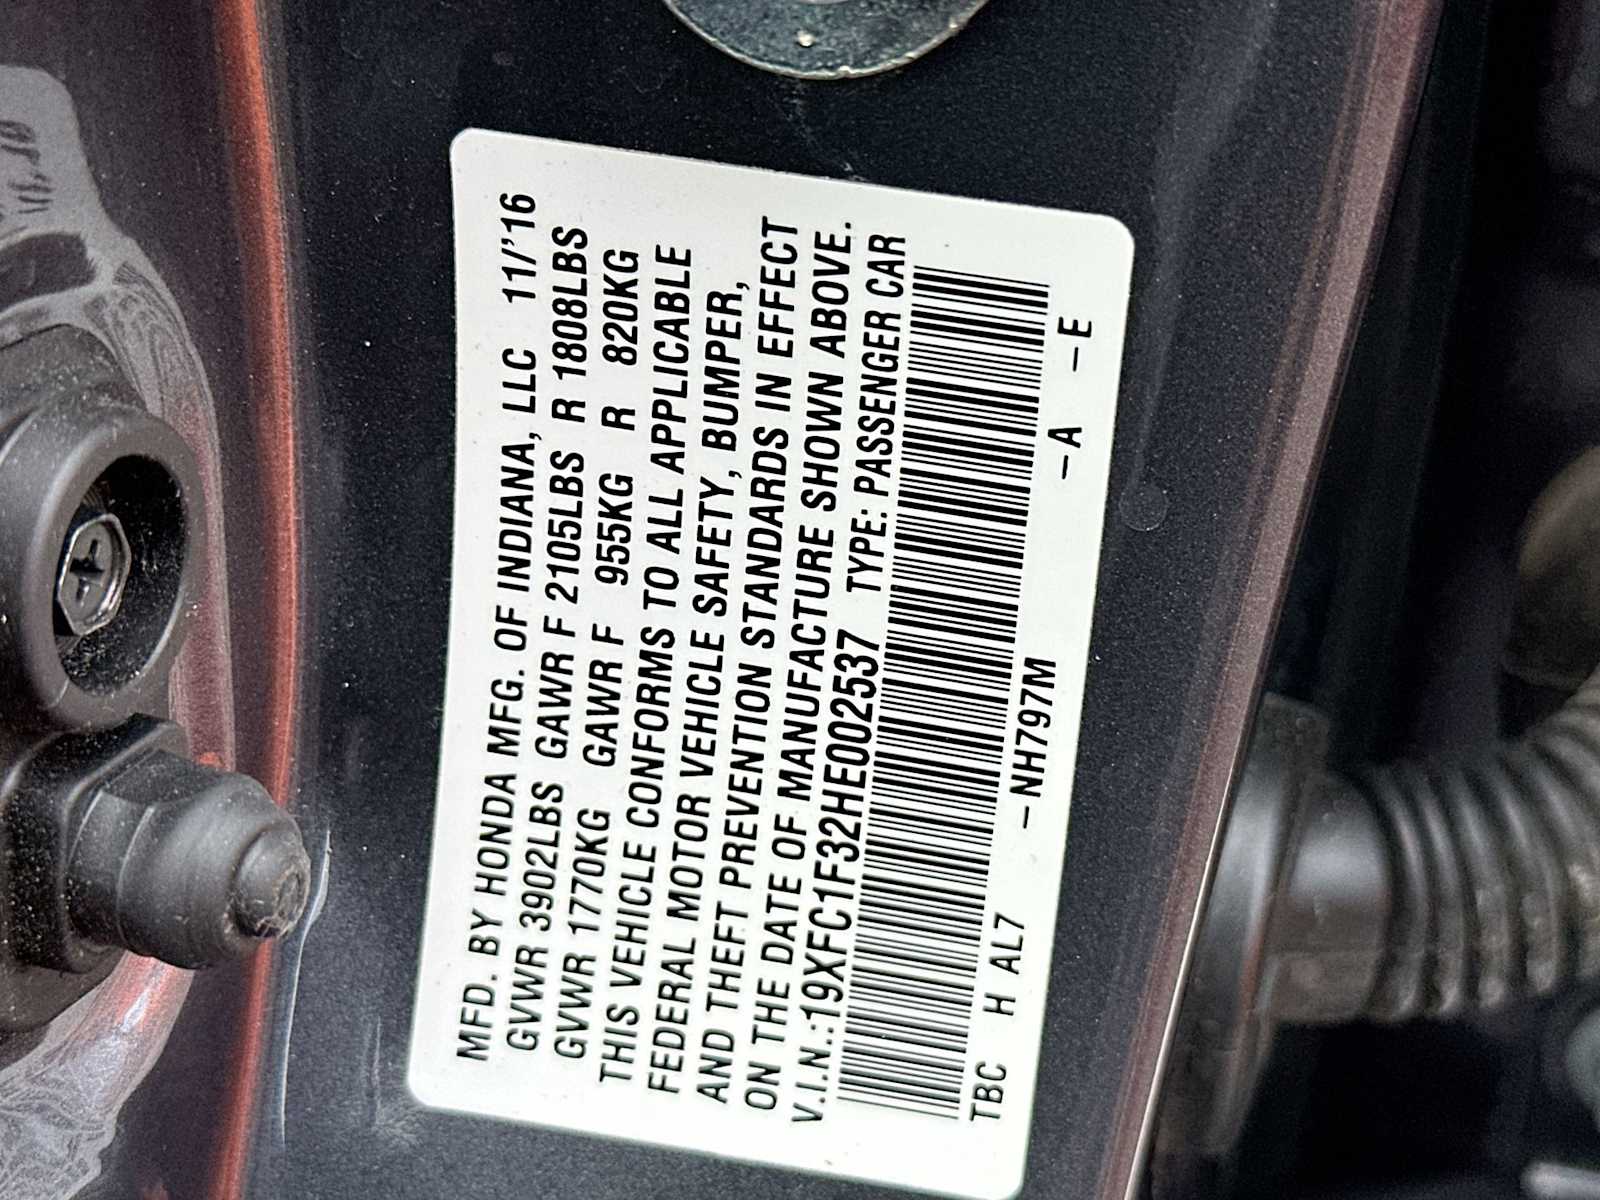 MFD. BY HONDA MFG. OF INDIANA, LLC 11/'16
GVWR 3902LBS GAWR F 2105LBS R 1808LBS
GVWR 1770KG GAWR F 955KG R 820KG
THIS VEHICLE CONFORMS TO ALL APPLICABLE
FEDERAL MOTOR VEHICLE SAFETY, BUMPER,
AND THEFT PREVENTION STANDARDS IN EFFECT
ON THE DATE OF MANUFACTURE SHOWN ABOVE.
V.I.N.:19XFC1F32HE002537 TYPE: PASSENGER CAR
TBC H AL7 –NH797M –A –E